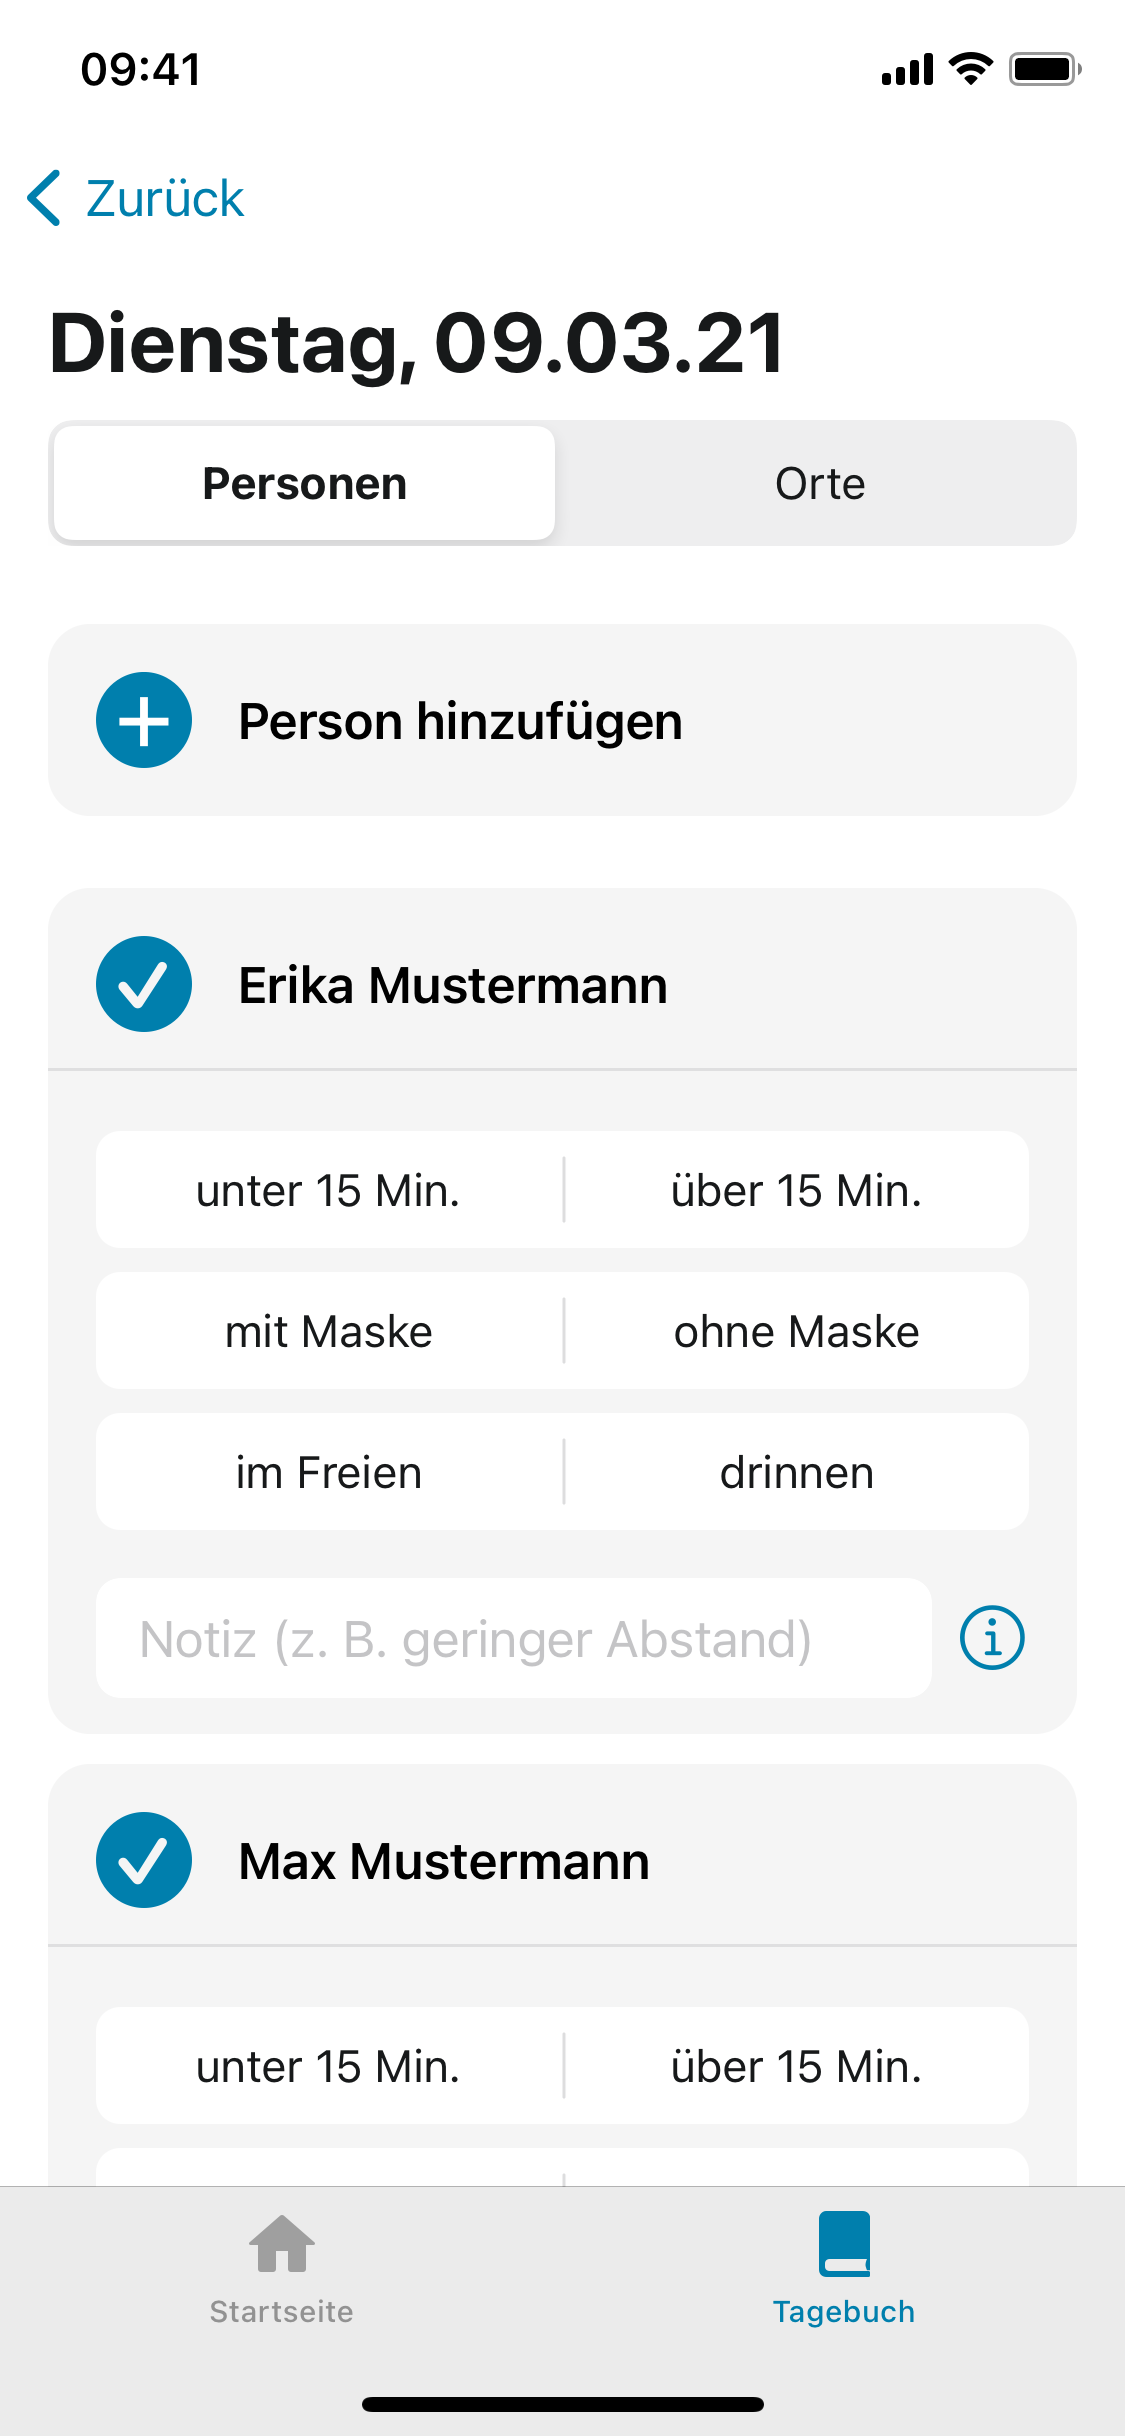 09:41
Zurück
Dienstag, 09.03.21
Personen Orte
Person hinzufügen
Erika Mustermann
unter 15 Min. über 15 Min.
mit Maske ohne Maske
im Freien drinnen
Notiz (z. B. geringer Abstand)
Max Mustermann
unter 15 Min. über 15 Min.
Startseite Tagebuch